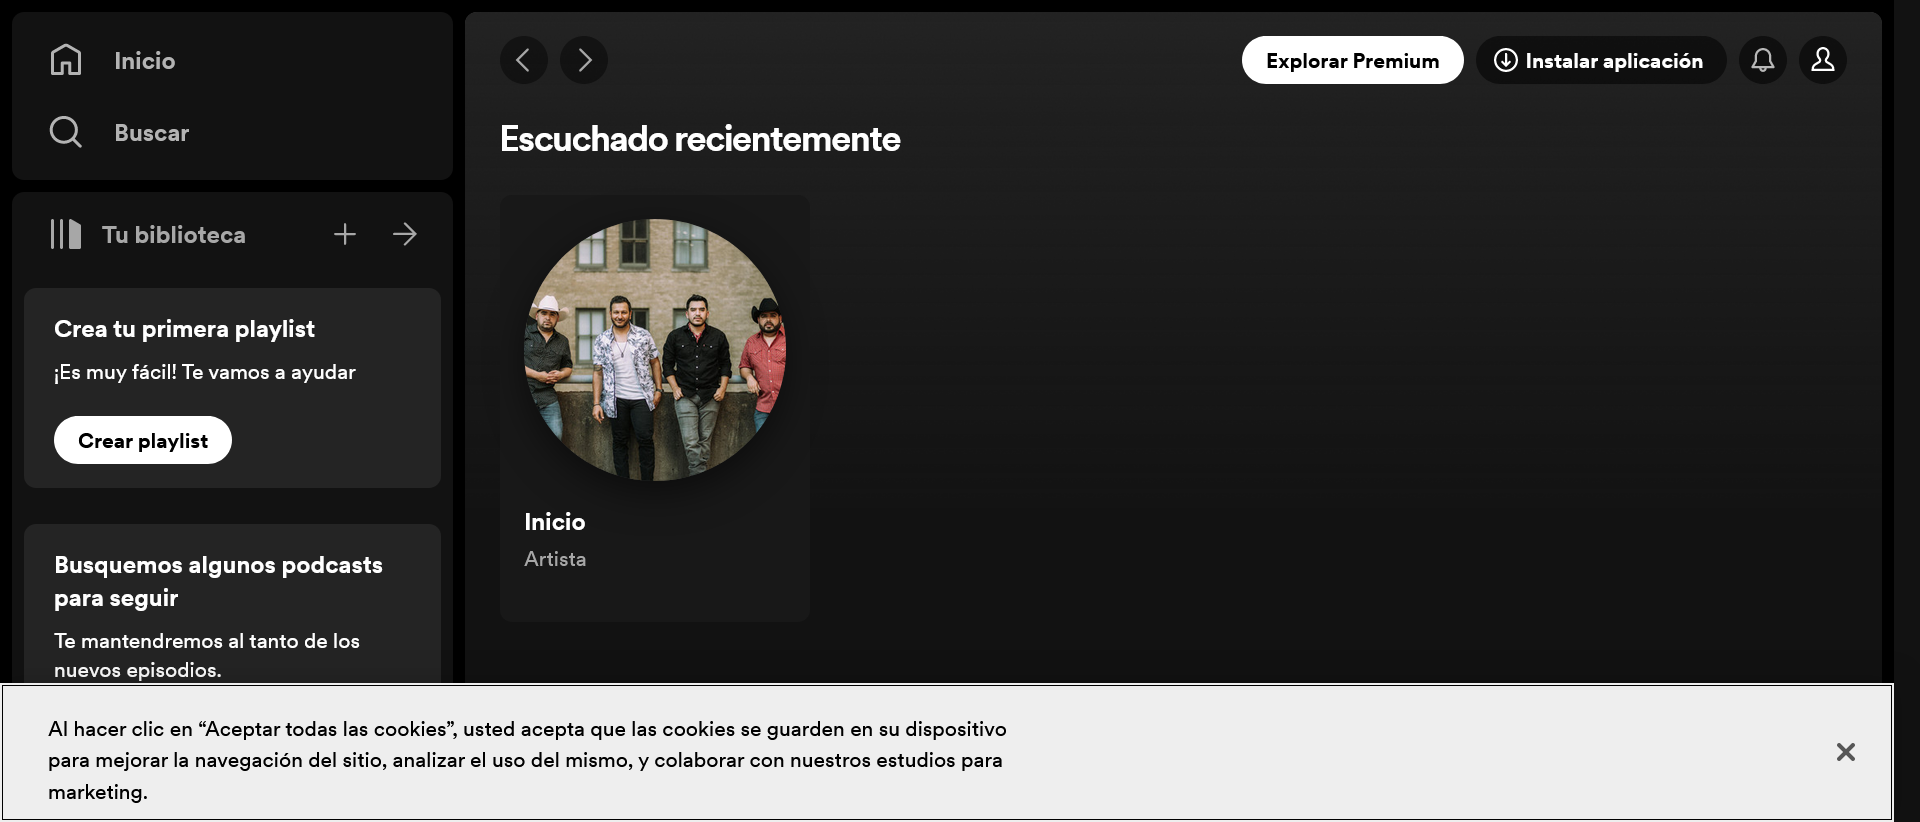 Inicio
Buscar
Tu biblioteca
Crea tu primera playlist
¡Es muy fácil! Te vamos a ayudar
Crear playlist
Busquemos algunos podcasts
para seguir
Te mantendremos al tanto de los
nuevos episodios.
Explorar Premium
Instalar aplicación
Escuchado recientemente
Inicio
Artista
Al hacer clic en “Aceptar todas las cookies”, usted acepta que las cookies se guarden en su dispositivo
para mejorar la navegación del sitio, analizar el uso del mismo, y colaborar con nuestros estudios para
marketing.